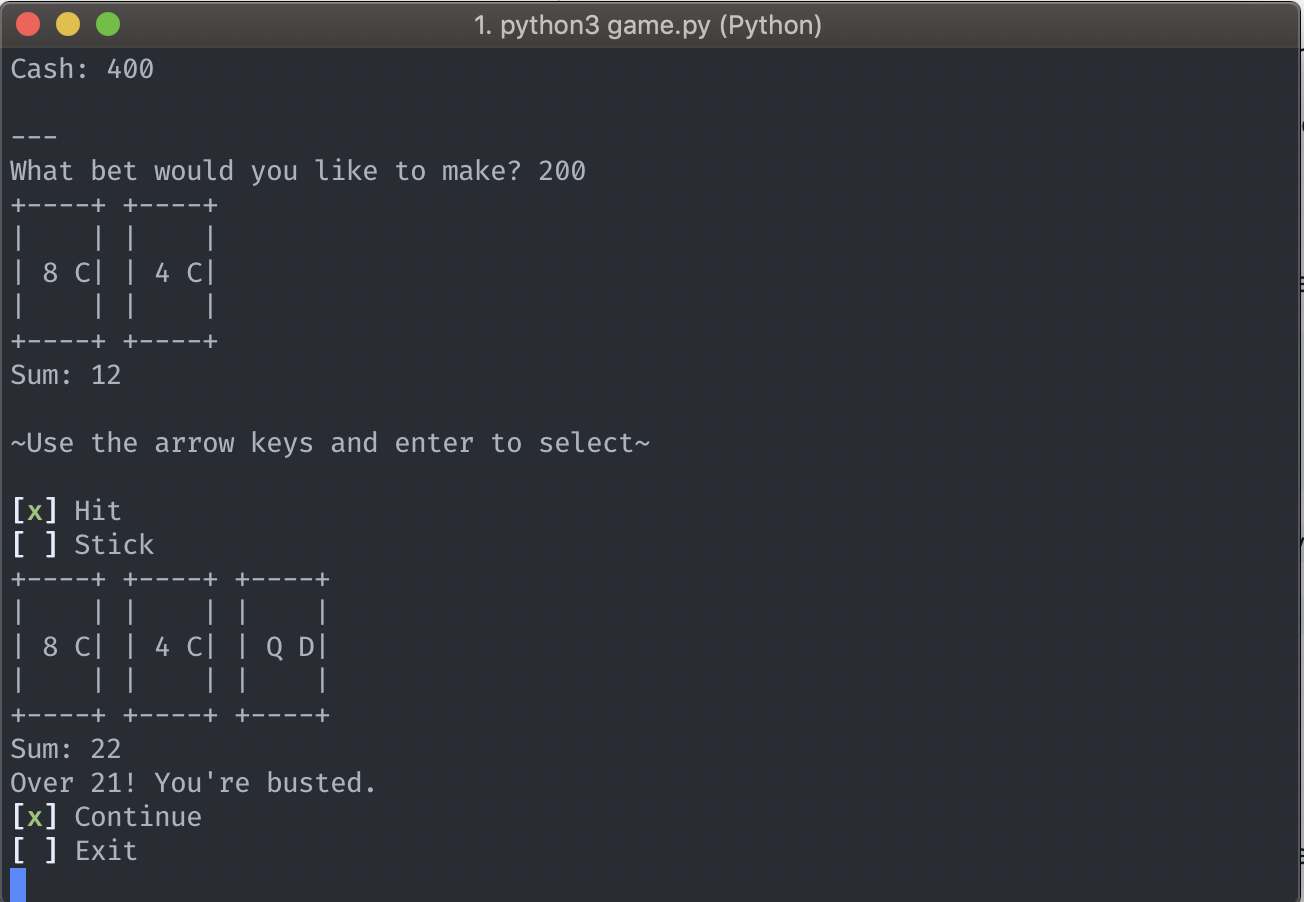 1. python3 game.py (Python)
Cash: 400
---
What bet would you like to make? 200
+----+ +----+
|    | |    |
| 8 C| | 4 C|
|    | |    |
+----+ +----+
Sum: 12
~Use the arrow keys and enter to select~
[x] Hit
[ ] Stick
+----+ +----+ +----+
|    | |    | |    |
| 8 C| | 4 C| | Q D|
|    | |    | |    |
+----+ +----+ +----+
Sum: 22
Over 21! You're busted.
[x] Continue
[ ] Exit